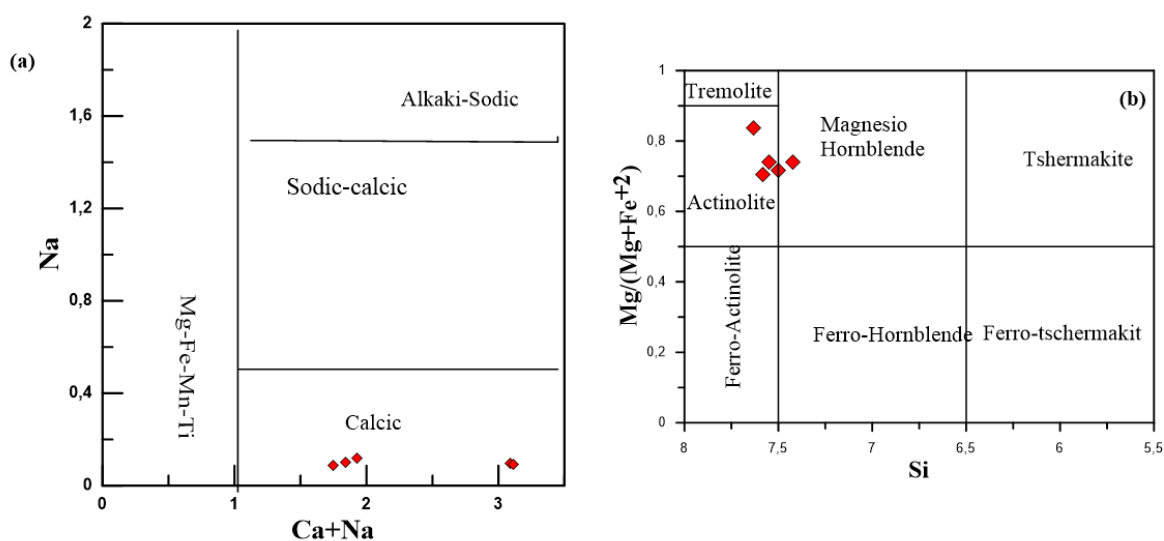 (a)
2
1,6
1,2
0,8
0,4
0
Na
Alkaki-Sodic
Sodic-calcic
Mg-Fe-Mn-Ti
Calcic
0
1
2
3
Ca+Na
(b)
1
0,8
0,6
0,4
0,2
0
Mg/(Mg+Fe+2)
Tremolite
Magnesio
Hornblende
Tshermakite
Actinolite
Ferro-Actinolite
Ferro-Hornblende
Ferro-tschermakit
8
7,5
7
6,5
6
5,5
Si